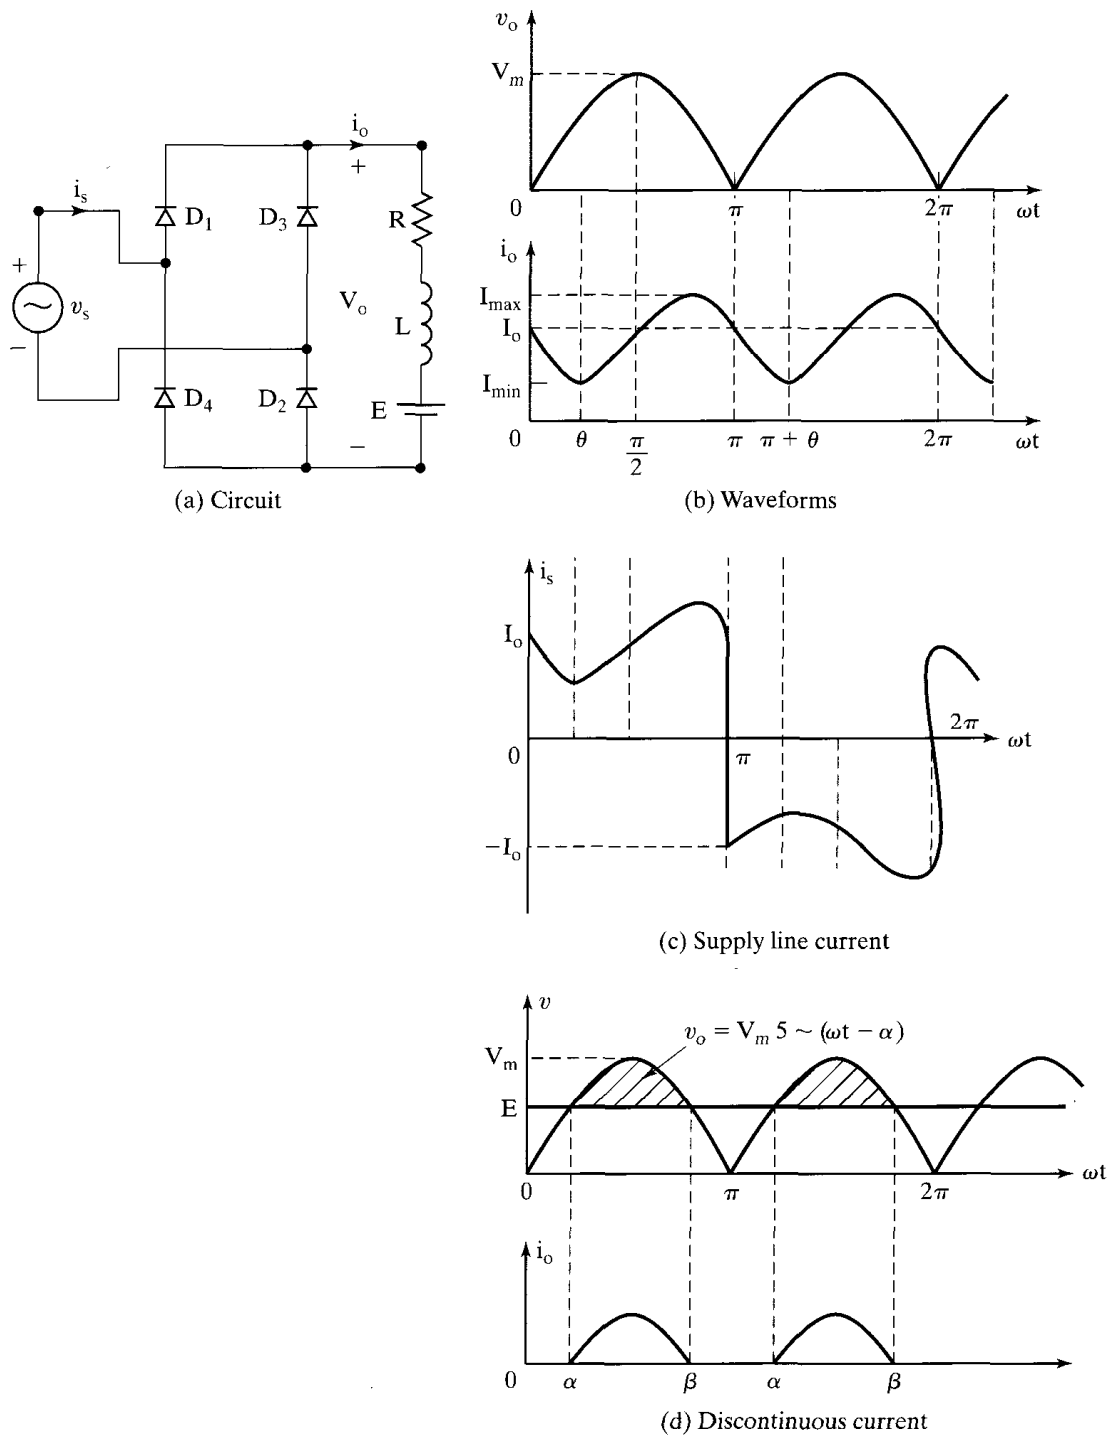 i_o
+
i_s
D_1
D_3
R
+
v_s
V_o
L
−
D_4
D_2
E
−
(a) Circuit
v_o
V_m
0
π
2π
ωt
i_o
I_max
I_o
I_min
0
θ
π/2
π
π + θ
2π
ωt
(b) Waveforms
i_s
I_o
0
π
2π
ωt
−I_o
(c) Supply line current
v
v_o = V_m 5 ~ (ωt − α)
V_m
E
0
π
2π
ωt
i_o
0
α
β
α
β
(d) Discontinuous current